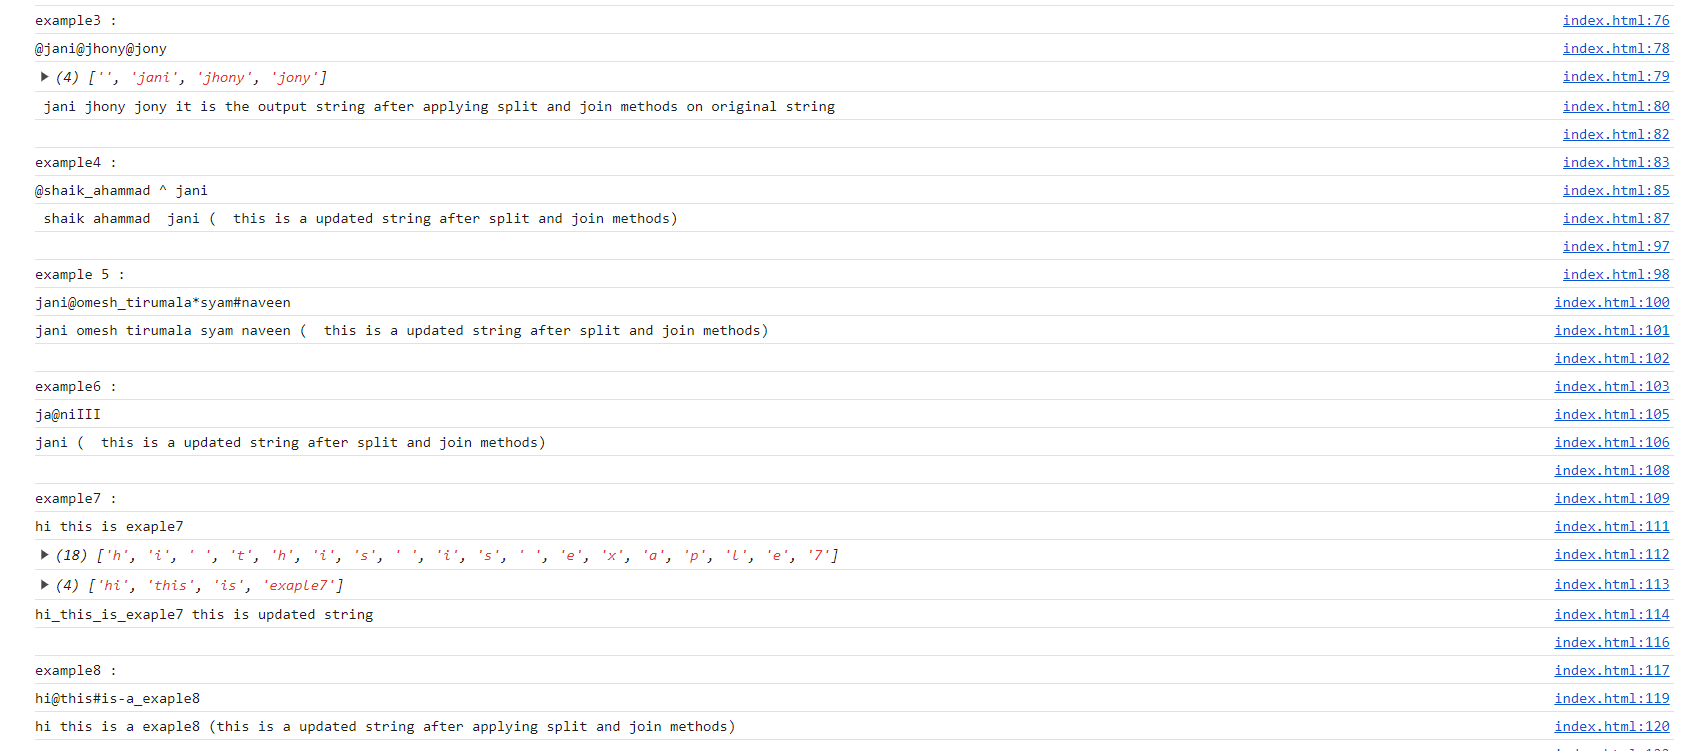 example3 : index.html:76
@jani@jhony@jony index.html:78
(4) ['', 'jani', 'jhony', 'jony'] index.html:79
jani jhony jony it is the output string after applying split and join methods on original string index.html:80
index.html:82
example4 : index.html:83
@shaik_ahammad ^ jani index.html:85
shaik ahammad  jani (  this is a updated string after split and join methods) index.html:87
index.html:97
example 5 : index.html:98
jani@omesh_tirumala*syam#naveen index.html:100
jani omesh tirumala syam naveen (  this is a updated string after split and join methods) index.html:101
index.html:102
example6 : index.html:103
ja@niIII index.html:105
jani (  this is a updated string after split and join methods) index.html:106
index.html:108
example7 : index.html:109
hi this is exaple7 index.html:111
(18) ['h', 'i', ' ', 't', 'h', 'i', 's', ' ', 'i', 's', ' ', 'e', 'x', 'a', 'p', 'l', 'e', '7'] index.html:112
(4) ['hi', 'this', 'is', 'exaple7'] index.html:113
hi_this_is_exaple7 this is updated string index.html:114
index.html:116
example8 : index.html:117
hi@this#is-a_exaple8 index.html:119
hi this is a exaple8 (this is a updated string after applying split and join methods) index.html:120